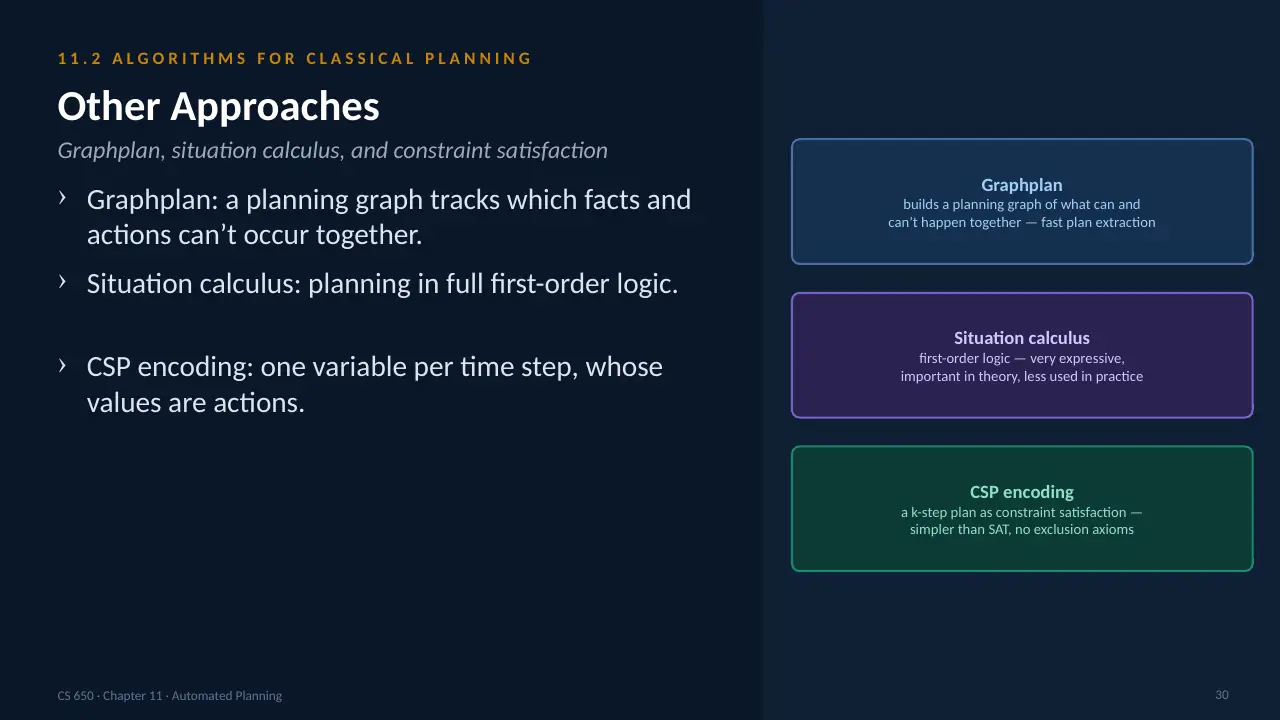 11.2 ALGORITHMS FOR CLASSICAL PLANNING
Other Approaches
Graphplan, situation calculus, and constraint satisfaction
› Graphplan: a planning graph tracks which facts and
actions can’t occur together.
› Situation calculus: planning in full first-order logic.
› CSP encoding: one variable per time step, whose
values are actions.
Graphplan
builds a planning graph of what can and
can’t happen together — fast plan extraction
Situation calculus
first-order logic — very expressive,
important in theory, less used in practice
CSP encoding
a k-step plan as constraint satisfaction —
simpler than SAT, no exclusion axioms
CS 650 · Chapter 11 · Automated Planning
30